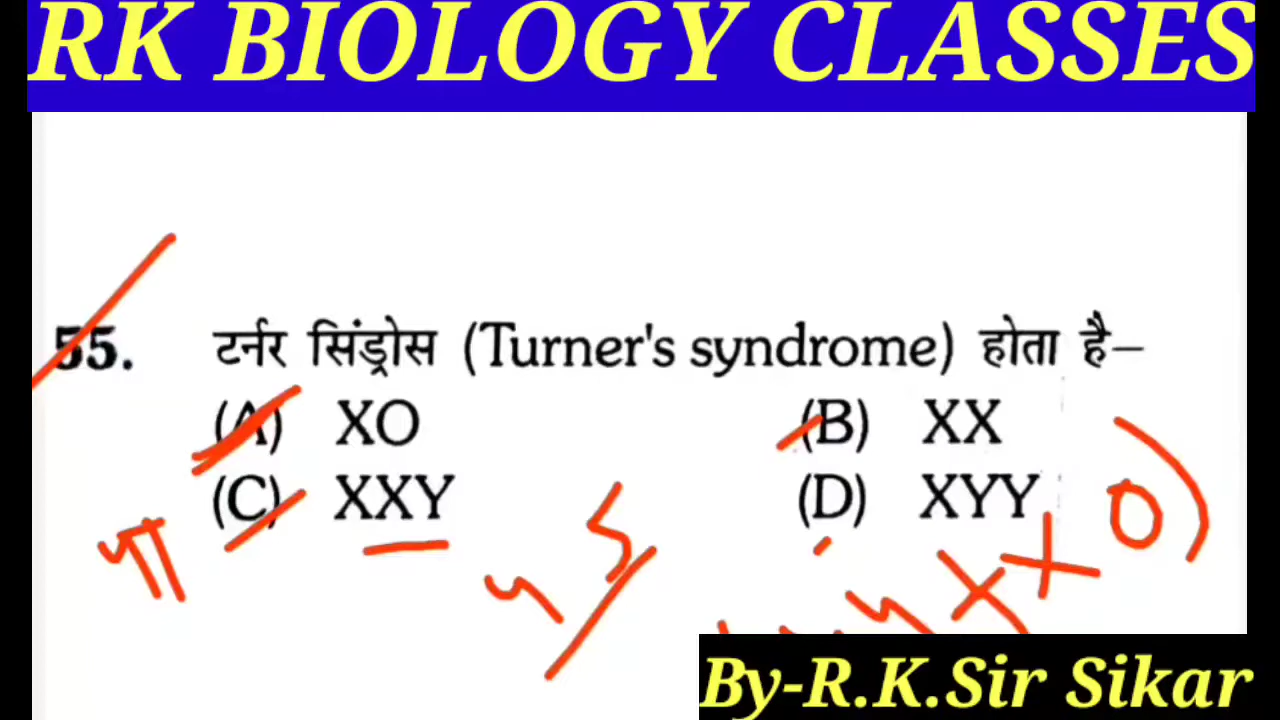 RK BIOLOGY CLASSES
55. टर्नर सिंड्रोस (Turner's syndrome) होता है–
(A) XO (B) XX
(C) XXY (D) XYY
By-R.K.Sir Sikar